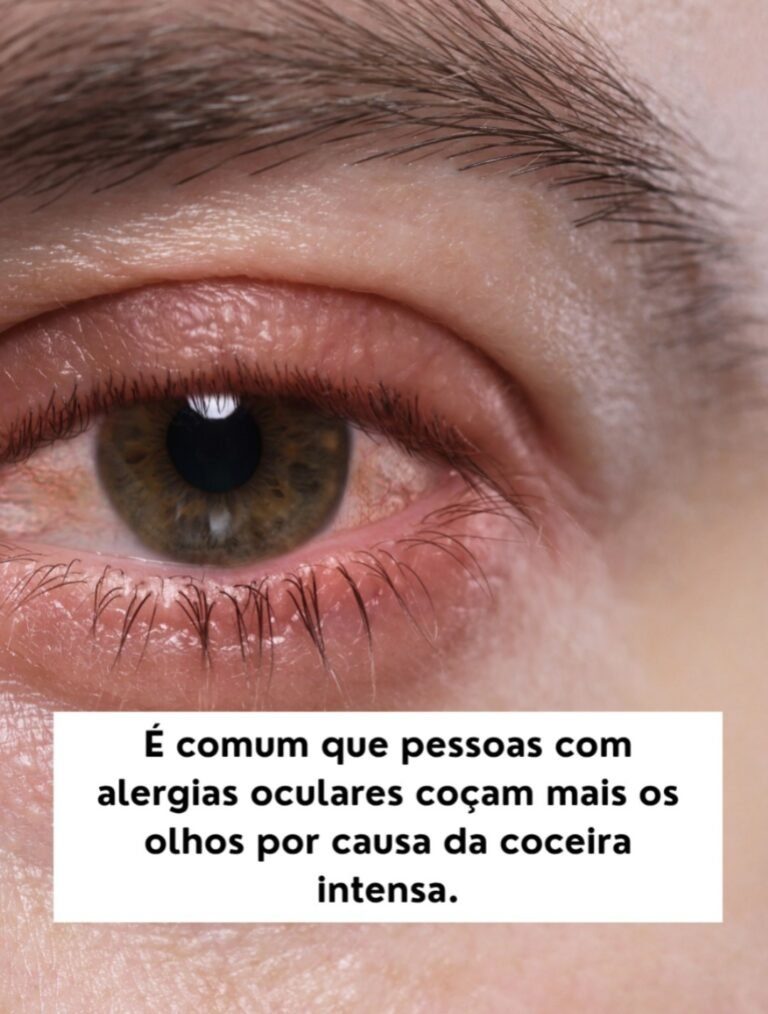 É comum que pessoas com
alergias oculares coçam mais os
olhos por causa da coceira
intensa.